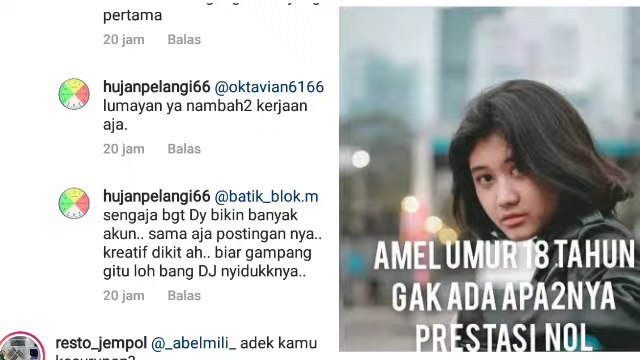 pertama
20 jam Balas
hujanpelangi66 @oktavian6166
lumayan ya nambah2 kerjaan
aja.
20 jam Balas
hujanpelangi66 @batik_blok.m
sengaja bgt Dy bikin banyak
akun.. sama aja postingan nya..
kreatif dikit ah.. biar gampang
gitu loh bang DJ nyidukknya..
20 jam Balas
resto_jempol @_abelmili_ adek kamu
AMEL UMUR 18 TAHUN
GAK ADA APA2NYA
PRESTASI NOL